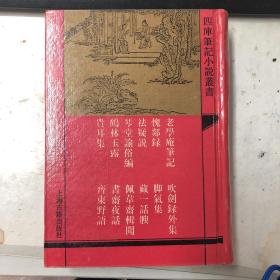 四庫筆記小說叢書
老學庵筆記
愧郯錄
祛疑說
琴堂諭俗編
鶴林玉露
貴耳集
吹劍錄外集
脚氣集
藏一話腴
佩韋齋輯聞
書齋夜話
齊東野語
上海古籍出版社